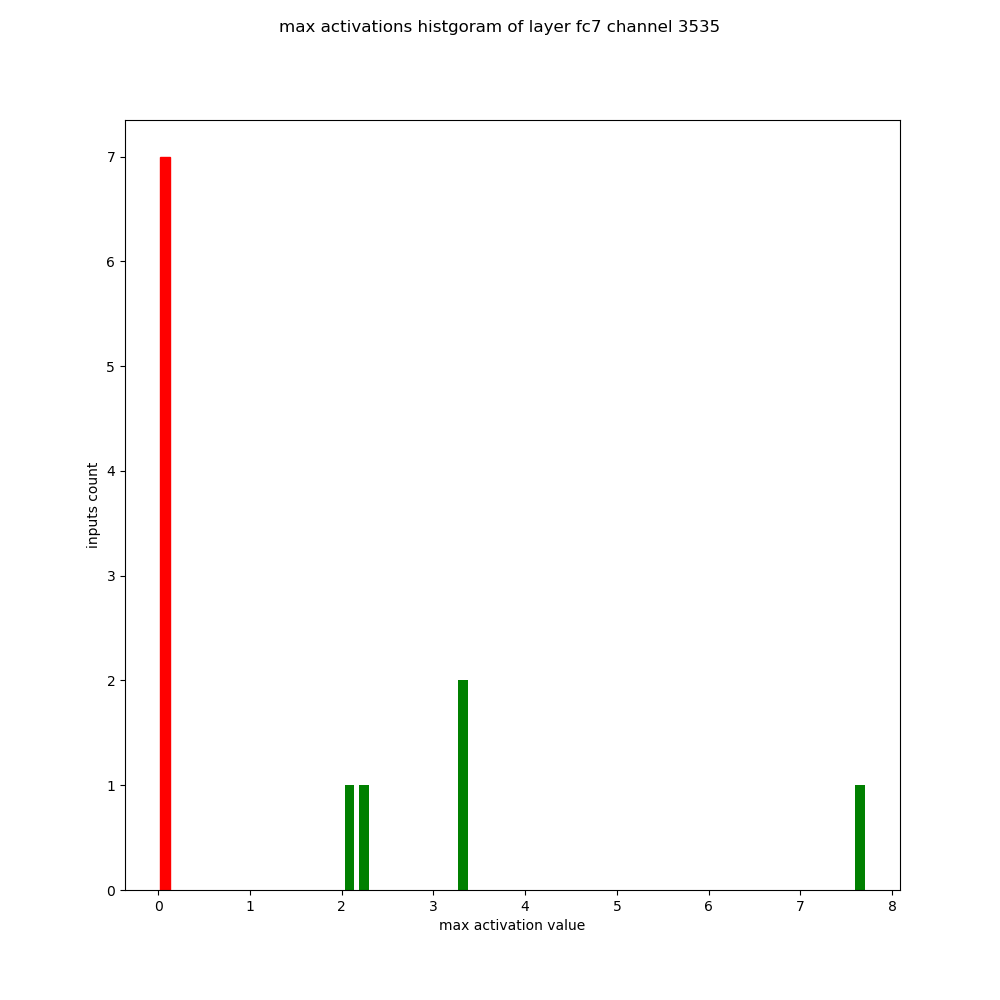 max activations histgoram of layer fc7 channel 3535
7
6
5
4
3
2
1
0
inputs count
0 1 2 3 4 5 6 7 8
max activation value